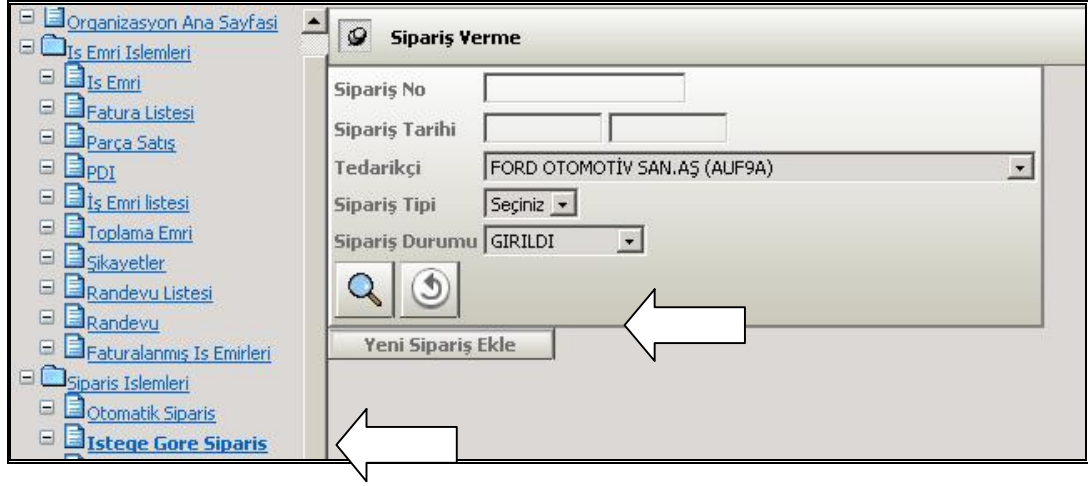 Organizasyon Ana Sayfasi
Is Emri Islemleri
Is Emri
Fatura Listesi
Parça Satış
PDI
İş Emri listesi
Toplama Emri
Şikayetler
Randevu Listesi
Randevu
Faturalanmış Is Emirleri
Siparis Islemleri
Otomatik Siparis
Istege Gore Siparis
Sipariş Verme
Sipariş No
Sipariş Tarihi
Tedarikçi FORD OTOMOTİV SAN.AŞ (AUF9A)
Sipariş Tipi Seçiniz
Sipariş Durumu GIRILDI
Yeni Sipariş Ekle